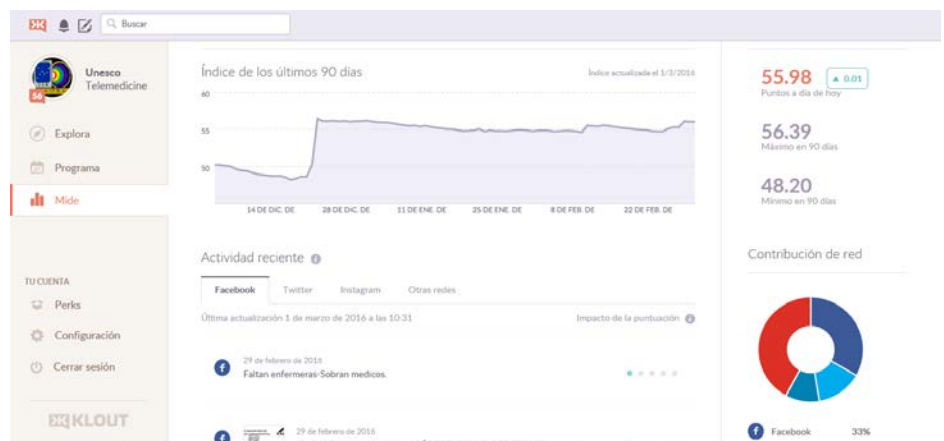 Buscar
Unesco
Telemedicine
56
Explora
Programa
Mide
TU CUENTA
Perks
Configuración
Cerrar sesión
KLOUT
Índice de los últimos 90 días
Índice actualizado el 1/3/2016
60
55
50
14 DE DIC. DE
28 DE DIC. DE
11 DE ENE. DE
25 DE ENE. DE
8 DE FEB. DE
22 DE FEB. DE
Actividad reciente
Facebook
Twitter
Instagram
Otras redes
Última actualización 1 de marzo de 2016 a las 10:31
Impacto de la puntuación
29 de febrero de 2016
Faltan enfermeras-Sobran medicos.
29 de febrero de 2016
55.98
0.01
Puntos a día de hoy
56.39
Máximo en 90 días
48.20
Mínimo en 90 días
Contribución de red
Facebook 33%